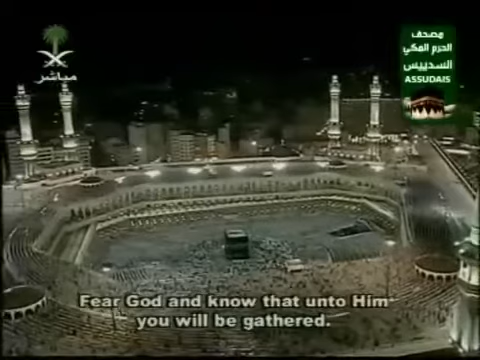 مباشر
مصحف
الحرم المكي
السديس
ASSUDAIS
Fear God and know that unto Him
you will be gathered.